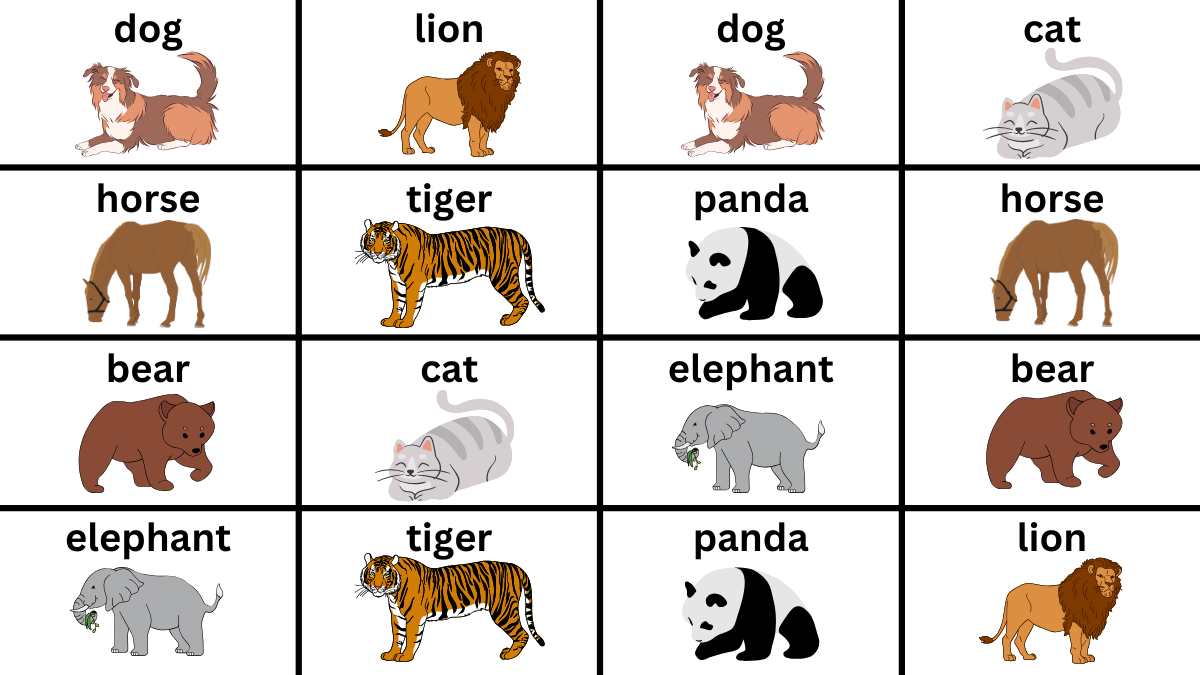 dog
lion
dog
cat
horse
tiger
panda
horse
bear
cat
elephant
bear
elephant
tiger
panda
lion